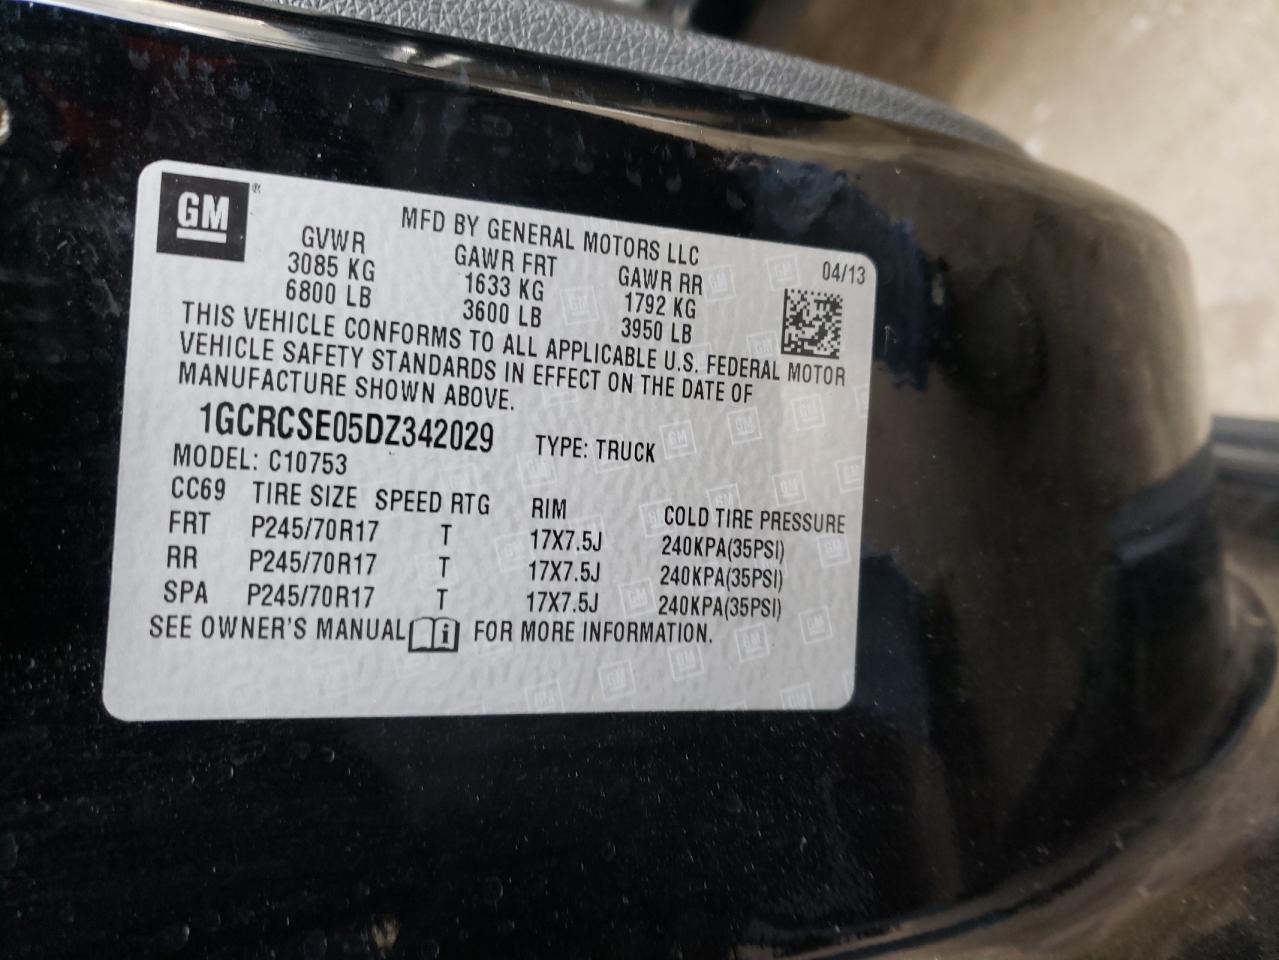 GM®
MFD BY GENERAL MOTORS LLC
GVWR GAWR FRT GAWR RR 04/13
3085 KG 1633 KG 1792 KG
6800 LB 3600 LB 3950 LB
THIS VEHICLE CONFORMS TO ALL APPLICABLE U.S. FEDERAL MOTOR
VEHICLE SAFETY STANDARDS IN EFFECT ON THE DATE OF
MANUFACTURE SHOWN ABOVE.
1GCRCSE05DZ342029 TYPE: TRUCK
MODEL: C10753
CC69 TIRE SIZE SPEED RTG RIM COLD TIRE PRESSURE
FRT P245/70R17 T 17X7.5J 240KPA(35PSI)
RR P245/70R17 T 17X7.5J 240KPA(35PSI)
SPA P245/70R17 T 17X7.5J 240KPA(35PSI)
SEE OWNER'S MANUAL i FOR MORE INFORMATION.